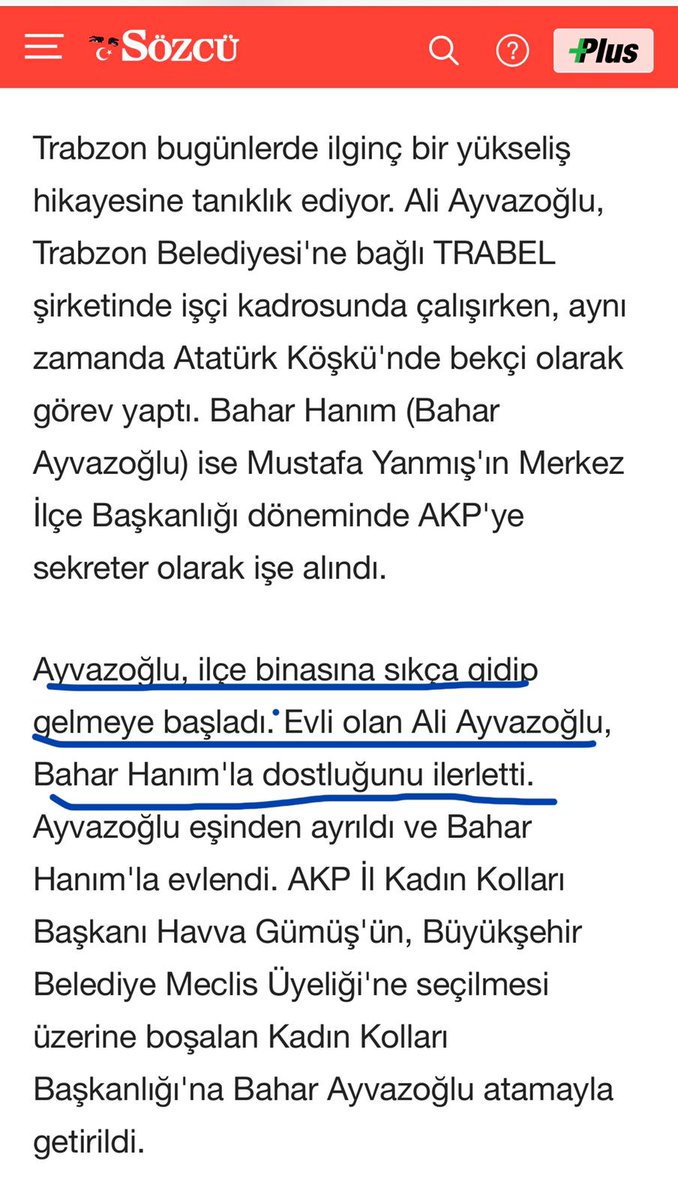 SÖZCÜ
?
+Plus
Trabzon bugünlerde ilginç bir yükseliş
hikayesine tanıklık ediyor. Ali Ayvazoğlu,
Trabzon Belediyesi'ne bağlı TRABEL
şirketinde işçi kadrosunda çalışırken, aynı
zamanda Atatürk Köşkü'nde bekçi olarak
görev yaptı. Bahar Hanım (Bahar
Ayvazoğlu) ise Mustafa Yanmış'ın Merkez
İlçe Başkanlığı döneminde AKP'ye
sekreter olarak işe alındı.
Ayvazoğlu, ilçe binasına sıkça gidip
gelmeye başladı. Evli olan Ali Ayvazoğlu,
Bahar Hanım'la dostluğunu ilerletti.
Ayvazoğlu eşinden ayrıldı ve Bahar
Hanım'la evlendi. AKP İl Kadın Kolları
Başkanı Havva Gümüş'ün, Büyükşehir
Belediye Meclis Üyeliği'ne seçilmesi
üzerine boşalan Kadın Kolları
Başkanlığı'na Bahar Ayvazoğlu atamayla
getirildi.